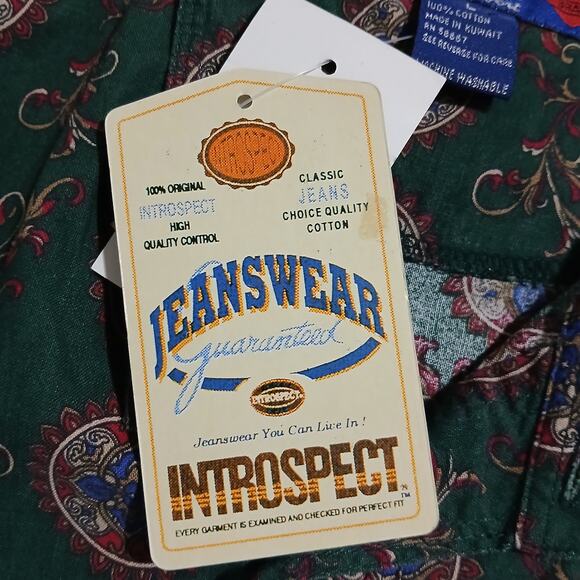 100% COTTON
MADE IN KUWAIT
RN 58887
SEE REVERSE FOR CARE
MACHINE WASHABLE
100% ORIGINAL
INTROSPECT
HIGH
QUALITY CONTROL
CLASSIC
JEANS
CHOICE QUALITY
COTTON
JEANSWEAR
guaranteed
INTROSPECT
Jeanswear You Can Live In !
INTROSPECT
®
TM
EVERY GARMENT IS EXAMINED AND CHECKED FOR PERFECT FIT